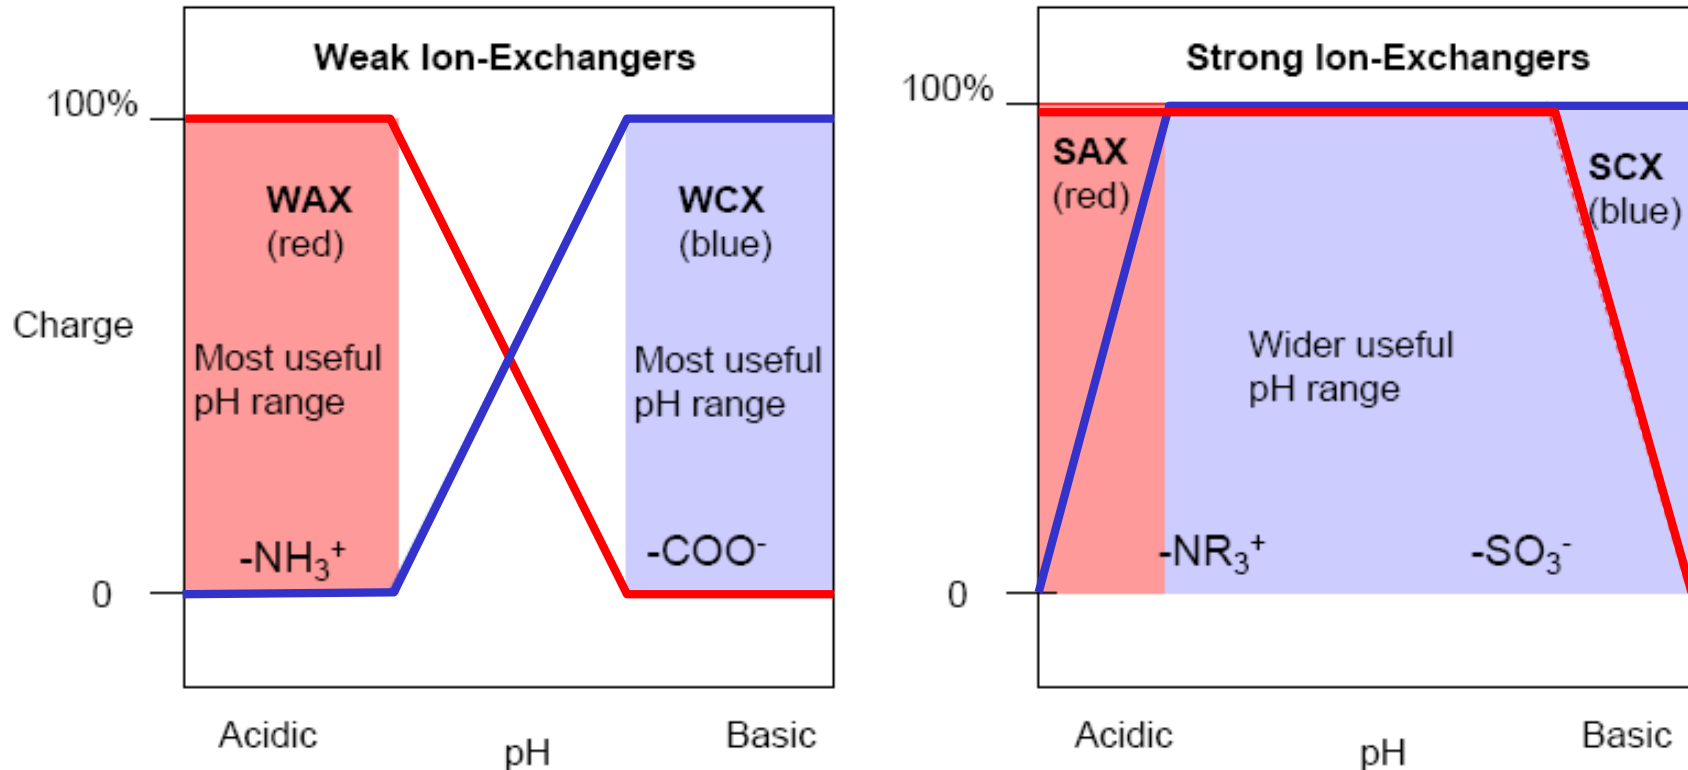 Weak Ion-Exchangers
100%
WAX
(red)
WCX
(blue)
Charge
Most useful
pH range
Most useful
pH range
-NH₃⁺
-COO⁻
0
Acidic
pH
Basic
Strong Ion-Exchangers
100%
SAX
(red)
SCX
(blue)
Wider useful
pH range
-NR₃⁺
-SO₃⁻
0
Acidic
pH
Basic